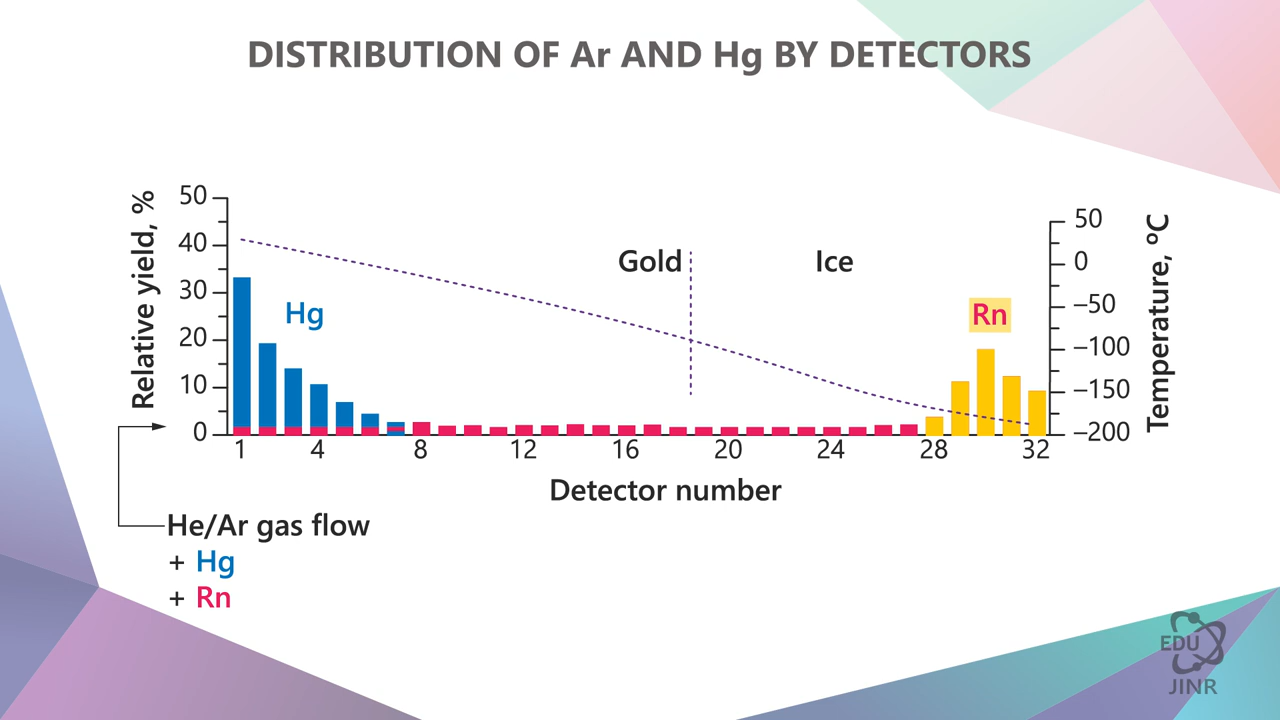 DISTRIBUTION OF Ar AND Hg BY DETECTORS
Relative yield, %
50
40
30
20
10
0
Hg
Gold
Ice
Rn
50
0
–50
–100
–150
–200
Temperature, ºC
1 4 8 12 16 20 24 28 32
Detector number
He/Ar gas flow
+ Hg
+ Rn
EDU
JINR